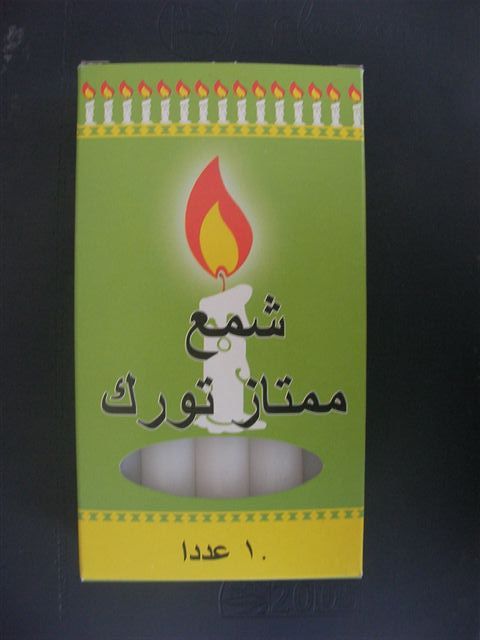 شمع
ممتاز تورك
١٠ عددا